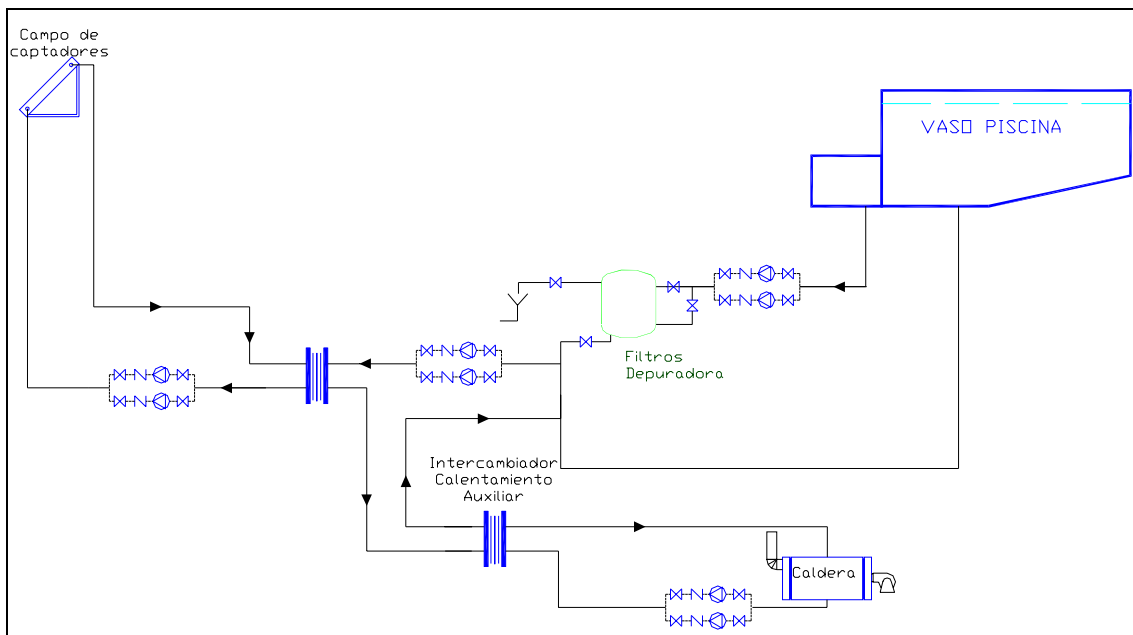 Campo de
captadores
VASO PISCINA
Filtros
Depuradora
Intercambiador
Calentamiento
Auxiliar
Caldera